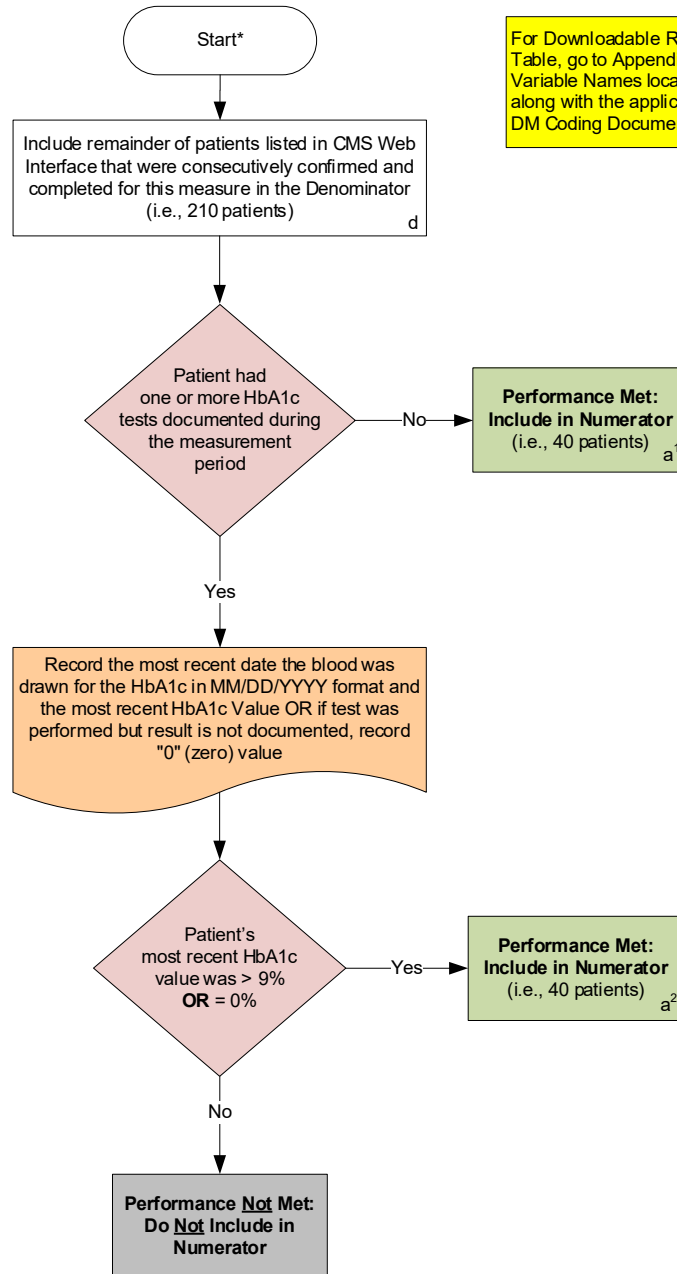 Start*
For Downloadable R
Table, go to Append
Variable Names loca
along with the applic
DM Coding Docume
Include remainder of patients listed in CMS Web
Interface that were consecutively confirmed and
completed for this measure in the Denominator
(i.e., 210 patients)
d
Patient had
one or more HbA1c
tests documented during
the measurement
period
No
Performance Met:
Include in Numerator
(i.e., 40 patients)
a¹
Yes
Record the most recent date the blood was
drawn for the HbA1c in MM/DD/YYYY format and
the most recent HbA1c Value OR if test was
performed but result is not documented, record
"0" (zero) value
Patient’s
most recent HbA1c
value was > 9%
OR = 0%
Yes
Performance Met:
Include in Numerator
(i.e., 40 patients)
a²
No
Performance Not Met:
Do Not Include in
Numerator